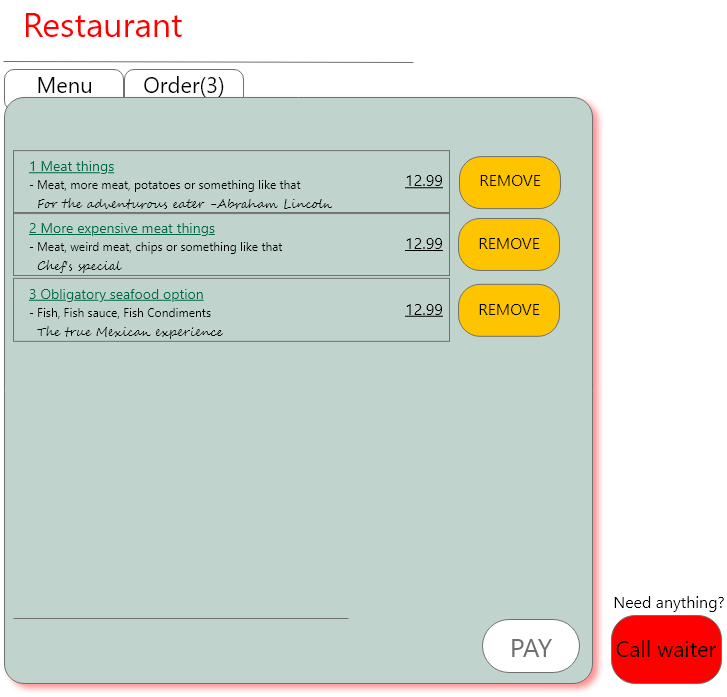 Restaurant
Menu
Order(3)
1 Meat things
- Meat, more meat, potatoes or something like that
For the adventurous eater -Abraham Lincoln
12.99
REMOVE
2 More expensive meat things
- Meat, weird meat, chips or something like that
Chef's special
12.99
REMOVE
3 Obligatory seafood option
- Fish, Fish sauce, Fish Condiments
The true Mexican experience
12.99
REMOVE
PAY
Need anything?
Call waiter